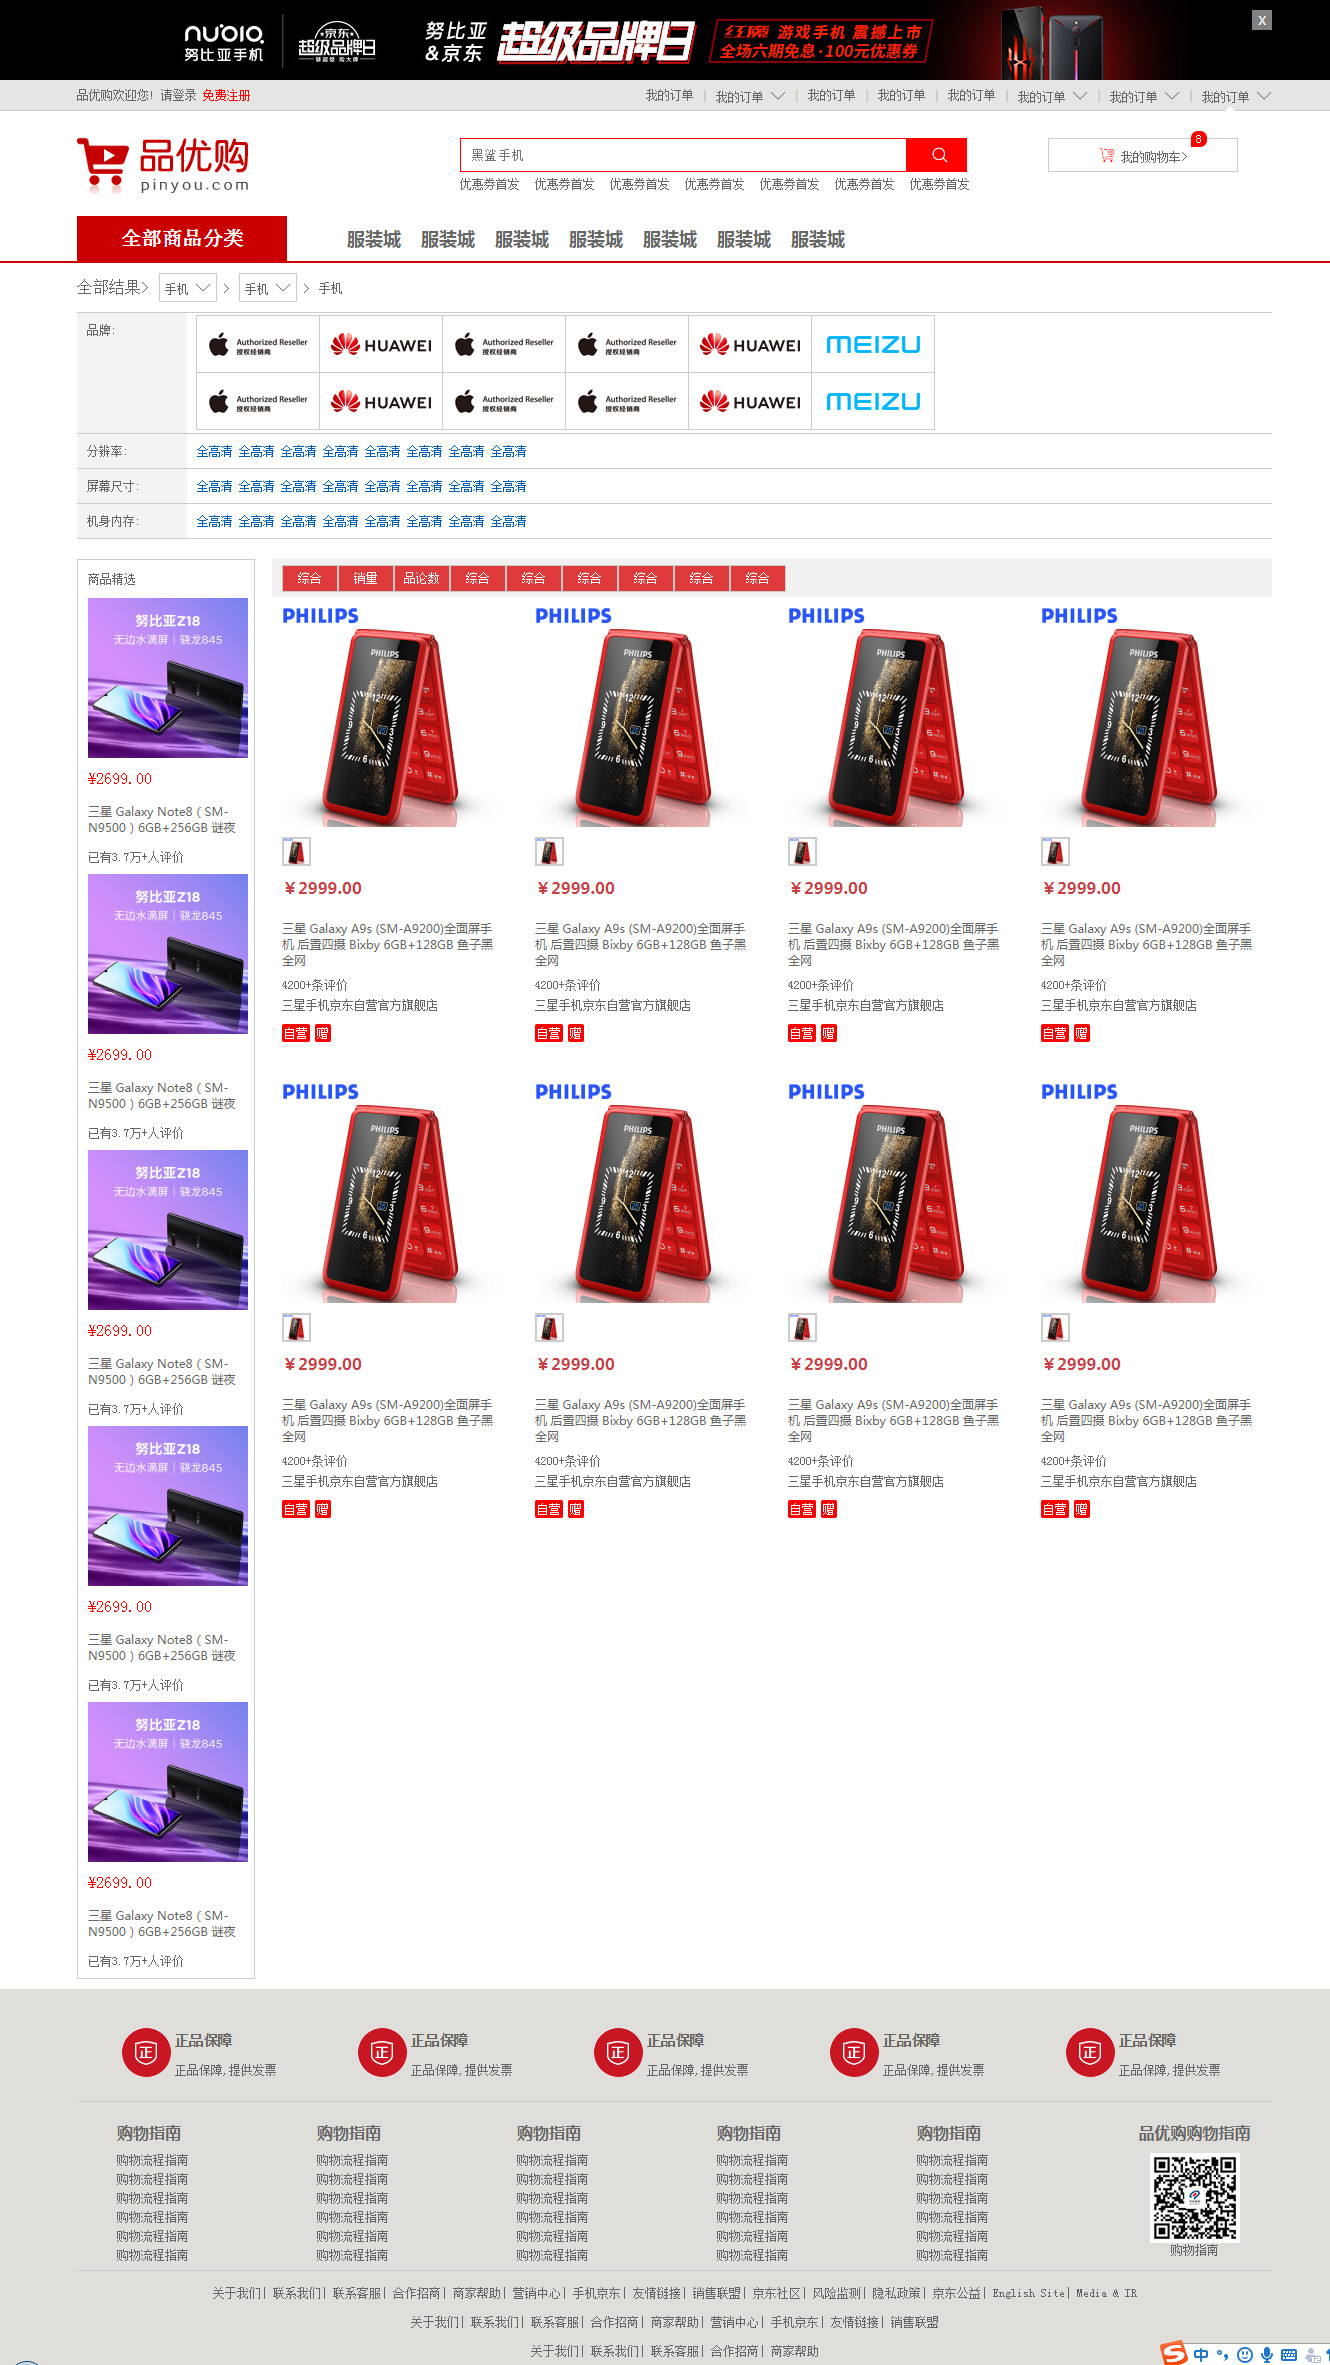 nubia 努比亚手机 京东超级品牌日 努比亚&京东 超级品牌日 红魔 游戏手机 震撼上市 全场六期免息·100元优惠券 X
品优购欢迎您! 请登录 免费注册 我的订单 我的订单 我的订单 我的订单 我的订单 我的订单 我的订单 我的订单
品优购 pinyou.com 黑鲨手机 我的购物车 8
优惠券首发 优惠券首发 优惠券首发 优惠券首发 优惠券首发 优惠券首发 优惠券首发
全部商品分类 服装城 服装城 服装城 服装城 服装城 服装城 服装城
全部结果> 手机 > 手机 > 手机
品牌: Authorized Reseller 授权经销商 HUAWEI Authorized Reseller 授权经销商 Authorized Reseller 授权经销商 HUAWEI MEIZU
Authorized Reseller 授权经销商 HUAWEI Authorized Reseller 授权经销商 Authorized Reseller 授权经销商 HUAWEI MEIZU
分辨率: 全高清 全高清 全高清 全高清 全高清 全高清 全高清 全高清
屏幕尺寸: 全高清 全高清 全高清 全高清 全高清 全高清 全高清 全高清
机身内存: 全高清 全高清 全高清 全高清 全高清 全高清 全高清 全高清
商品精选
努比亚Z18
无边水滴屏|骁龙845
¥2699.00
三星 Galaxy Note8（SM-
N9500）6GB+256GB 谜夜
已有3.7万+人评价
努比亚Z18
无边水滴屏|骁龙845
¥2699.00
三星 Galaxy Note8（SM-
N9500）6GB+256GB 谜夜
已有3.7万+人评价
努比亚Z18
无边水滴屏|骁龙845
¥2699.00
三星 Galaxy Note8（SM-
N9500）6GB+256GB 谜夜
已有3.7万+人评价
努比亚Z18
无边水滴屏|骁龙845
¥2699.00
三星 Galaxy Note8（SM-
N9500）6GB+256GB 谜夜
已有3.7万+人评价
努比亚Z18
无边水滴屏|骁龙845
¥2699.00
三星 Galaxy Note8（SM-
N9500）6GB+256GB 谜夜
已有3.7万+人评价
综合 销量 品论数 综合 综合 综合 综合 综合 综合
PHILIPS PHILIPS PHILIPS PHILIPS
PHILIPS PHILIPS PHILIPS PHILIPS
￥2999.00 ￥2999.00 ￥2999.00 ￥2999.00
三星 Galaxy A9s (SM-A9200)全面屏手 三星 Galaxy A9s (SM-A9200)全面屏手 三星 Galaxy A9s (SM-A9200)全面屏手 三星 Galaxy A9s (SM-A9200)全面屏手
机 后置四摄 Bixby 6GB+128GB 鱼子黑 机 后置四摄 Bixby 6GB+128GB 鱼子黑 机 后置四摄 Bixby 6GB+128GB 鱼子黑 机 后置四摄 Bixby 6GB+128GB 鱼子黑
全网 全网 全网 全网
4200+条评价 4200+条评价 4200+条评价 4200+条评价
三星手机京东自营官方旗舰店 三星手机京东自营官方旗舰店 三星手机京东自营官方旗舰店 三星手机京东自营官方旗舰店
自营 赠 自营 赠 自营 赠 自营 赠
PHILIPS PHILIPS PHILIPS PHILIPS
PHILIPS PHILIPS PHILIPS PHILIPS
￥2999.00 ￥2999.00 ￥2999.00 ￥2999.00
三星 Galaxy A9s (SM-A9200)全面屏手 三星 Galaxy A9s (SM-A9200)全面屏手 三星 Galaxy A9s (SM-A9200)全面屏手 三星 Galaxy A9s (SM-A9200)全面屏手
机 后置四摄 Bixby 6GB+128GB 鱼子黑 机 后置四摄 Bixby 6GB+128GB 鱼子黑 机 后置四摄 Bixby 6GB+128GB 鱼子黑 机 后置四摄 Bixby 6GB+128GB 鱼子黑
全网 全网 全网 全网
4200+条评价 4200+条评价 4200+条评价 4200+条评价
三星手机京东自营官方旗舰店 三星手机京东自营官方旗舰店 三星手机京东自营官方旗舰店 三星手机京东自营官方旗舰店
自营 赠 自营 赠 自营 赠 自营 赠
正 正品保障 正 正品保障 正 正品保障 正 正品保障 正 正品保障
正品保障,提供发票 正品保障,提供发票 正品保障,提供发票 正品保障,提供发票 正品保障,提供发票
购物指南 购物指南 购物指南 购物指南 购物指南 品优购购物指南
购物流程指南 购物流程指南 购物流程指南 购物流程指南 购物流程指南
购物流程指南 购物流程指南 购物流程指南 购物流程指南 购物流程指南
购物流程指南 购物流程指南 购物流程指南 购物流程指南 购物流程指南
购物流程指南 购物流程指南 购物流程指南 购物流程指南 购物流程指南
购物流程指南 购物流程指南 购物流程指南 购物流程指南 购物流程指南
购物流程指南 购物流程指南 购物流程指南 购物流程指南 购物流程指南 购物指南
关于我们| 联系我们| 联系客服| 合作招商| 商家帮助| 营销中心| 手机京东| 友情链接| 销售联盟| 京东社区| 风险监测| 隐私政策| 京东公益| English Site| Media & IR
关于我们| 联系我们| 联系客服| 合作招商| 商家帮助| 营销中心| 手机京东| 友情链接| 销售联盟
关于我们| 联系我们| 联系客服| 合作招商| 商家帮助
S 中